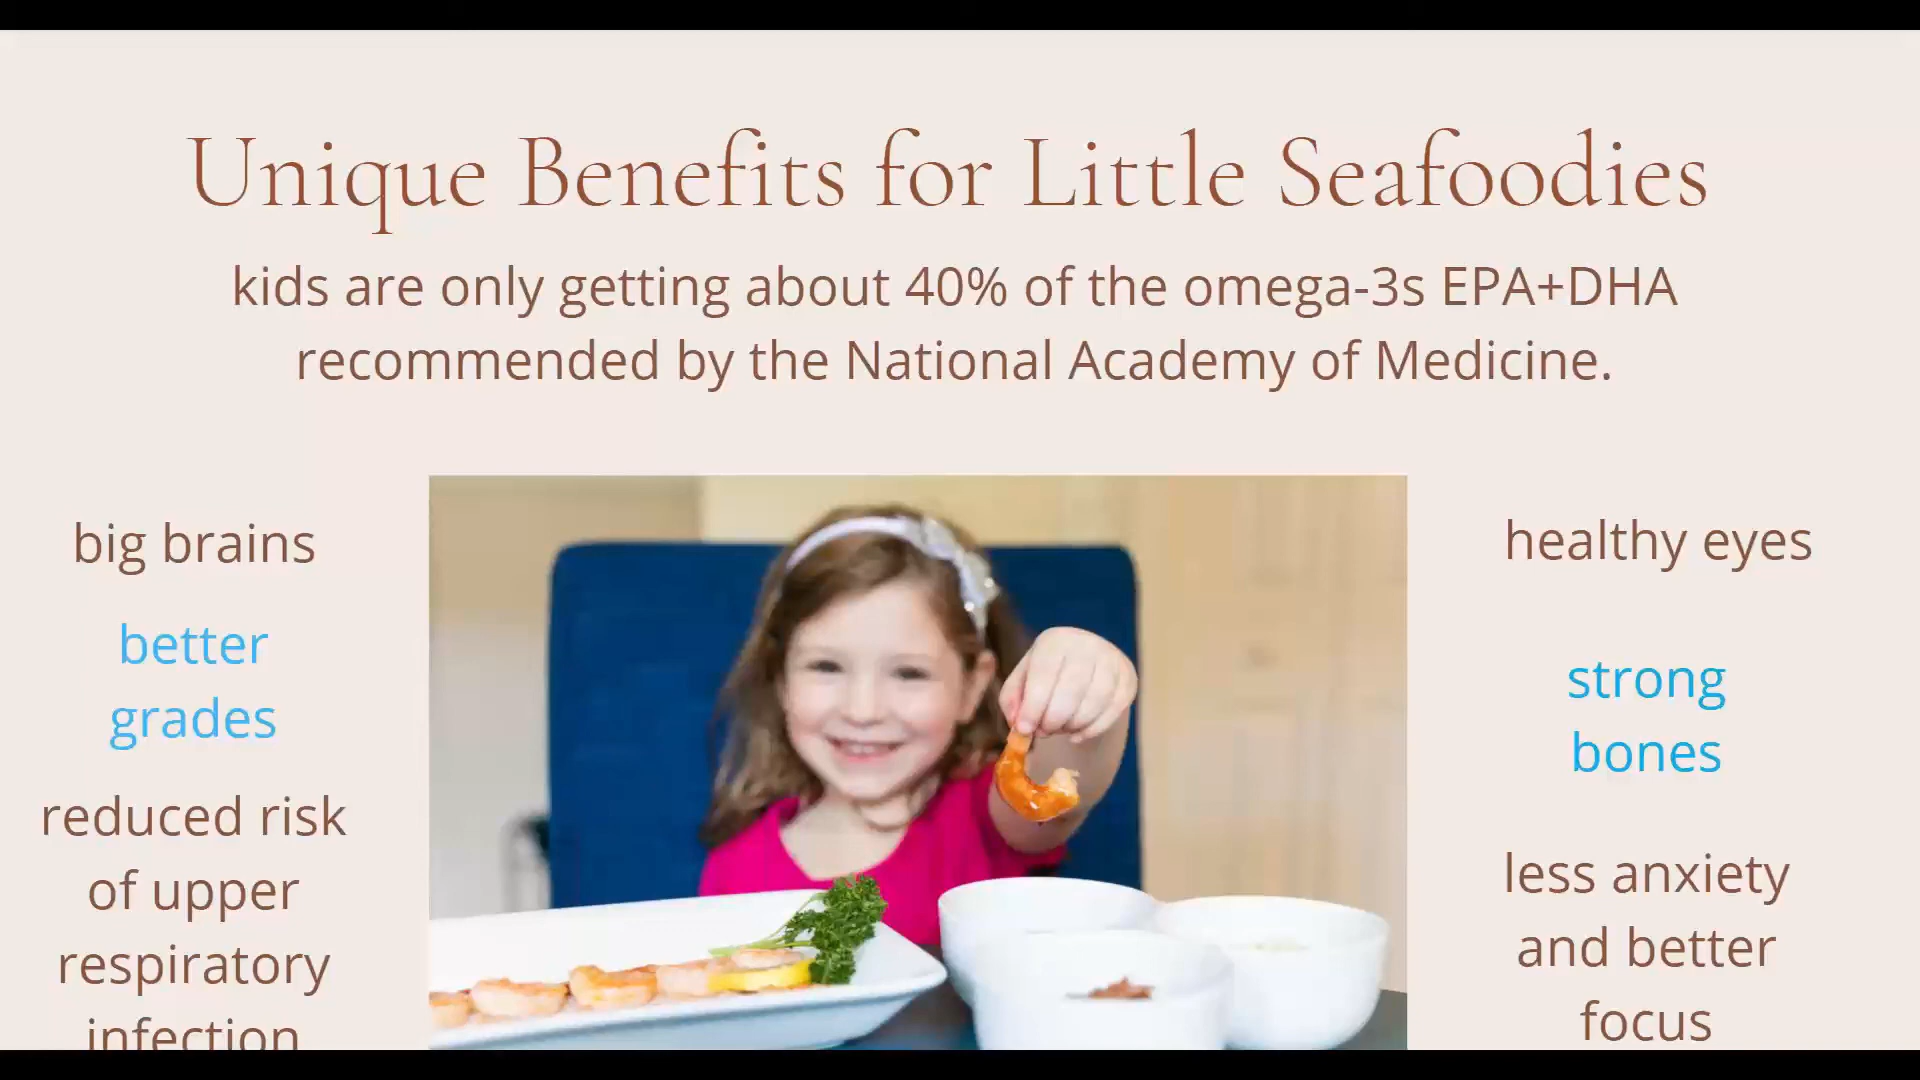 Unique Benefits for Little Seafoodies
kids are only getting about 40% of the omega-3s EPA+DHA
recommended by the National Academy of Medicine.
big brains
better
grades
reduced risk
of upper
respiratory
infection
healthy eyes
strong
bones
less anxiety
and better
focus